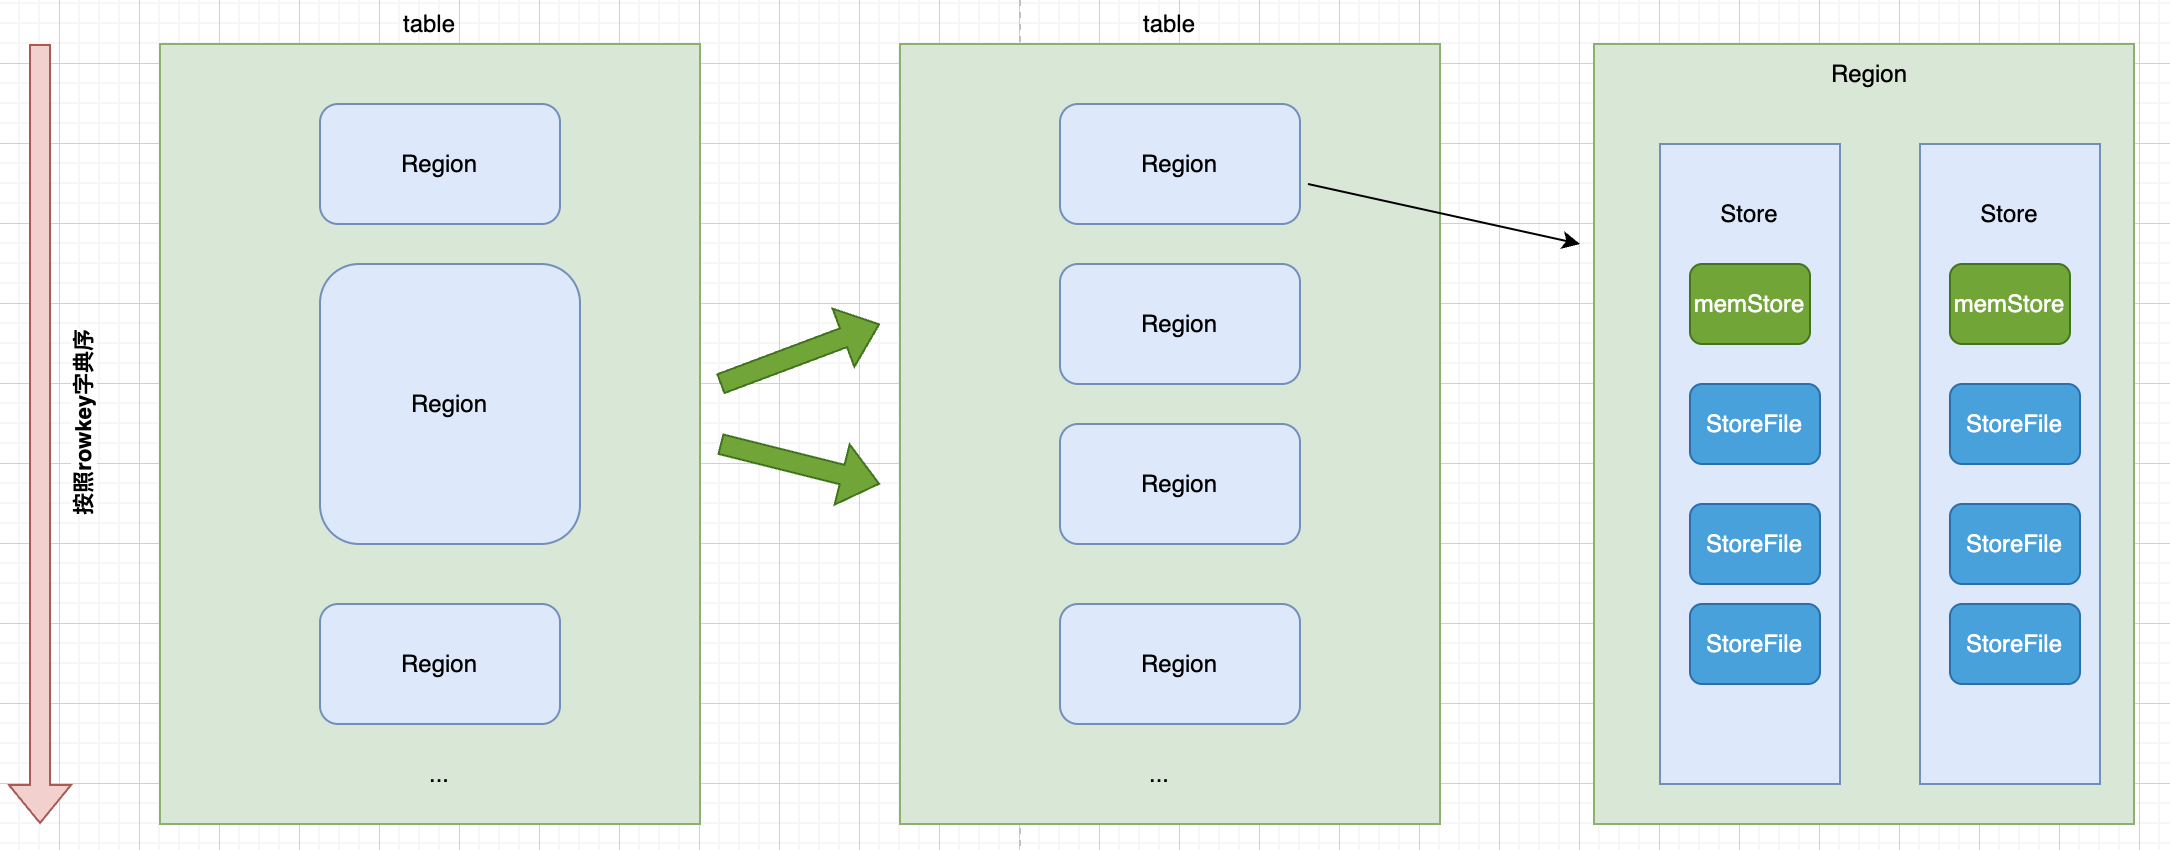 按照rowkey字典序
table
Region
Region
Region
...
table
Region
Region
Region
Region
...
Region
Store
memStore
StoreFile
StoreFile
StoreFile
Store
memStore
StoreFile
StoreFile
StoreFile